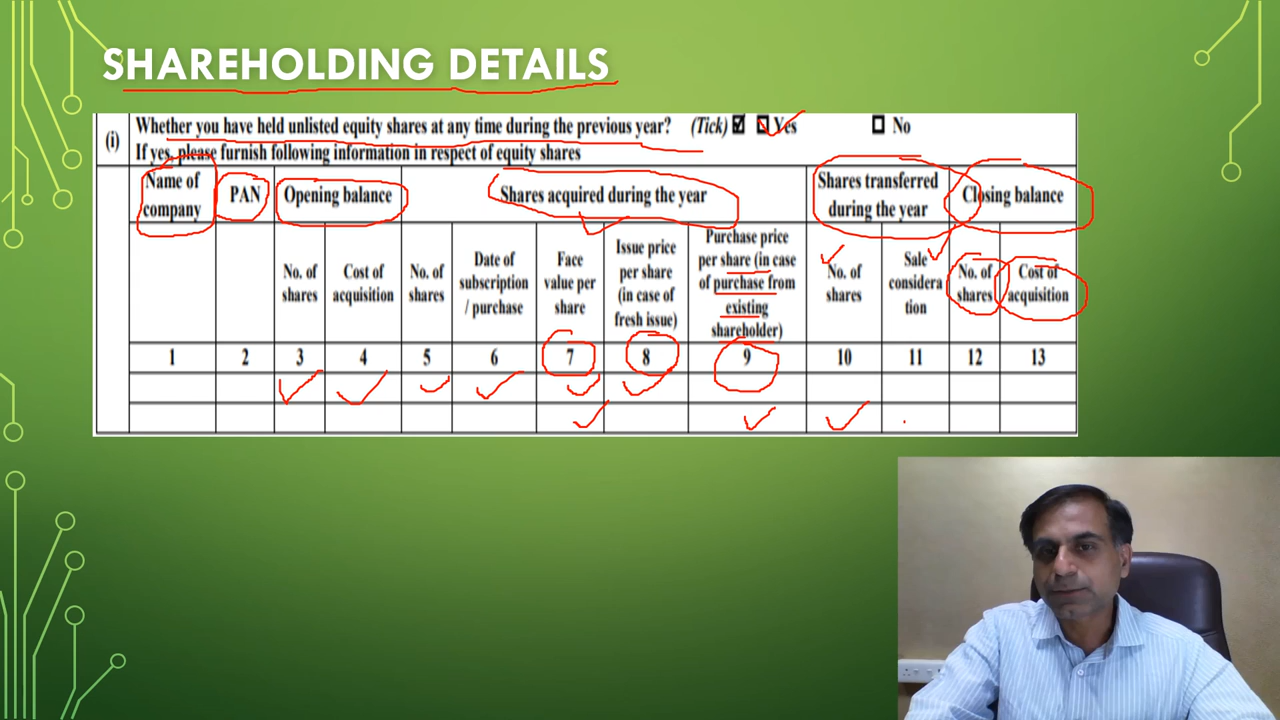 SHAREHOLDING DETAILS
(i)
Whether you have held unlisted equity shares at any time during the previous year? (Tick) Yes No
If yes, please furnish following information in respect of equity shares
Name of
company
PAN
Opening balance
Shares acquired during the year
Shares transferred
during the year
Closing balance
No. of
shares
Cost of
acquisition
No. of
shares
Date of
subscription
/ purchase
Face
value per
share
Issue price
per share
(in case of
fresh issue)
Purchase price
per share (in case
of purchase from
existing
shareholder)
No. of
shares
Sale
considera
tion
No. of
shares
Cost of
acquisition
1 2 3 4 5 6 7 8 9 10 11 12 13